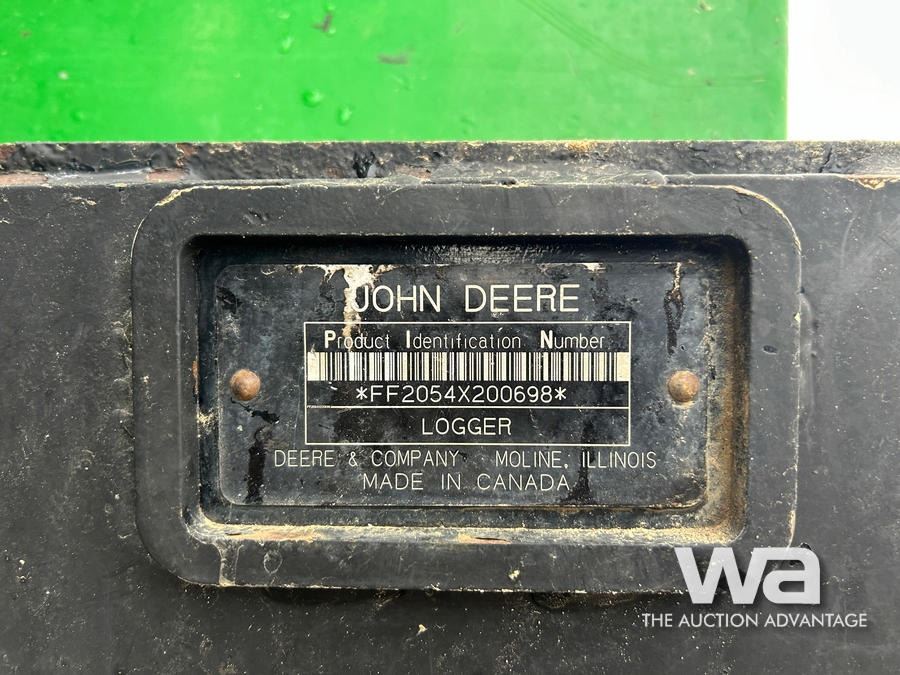 JOHN DEERE
Product Identification Number
*FF2054X200698*
LOGGER
DEERE & COMPANY MOLINE, ILLINOIS
MADE IN CANADA
wa
THE AUCTION ADVANTAGE